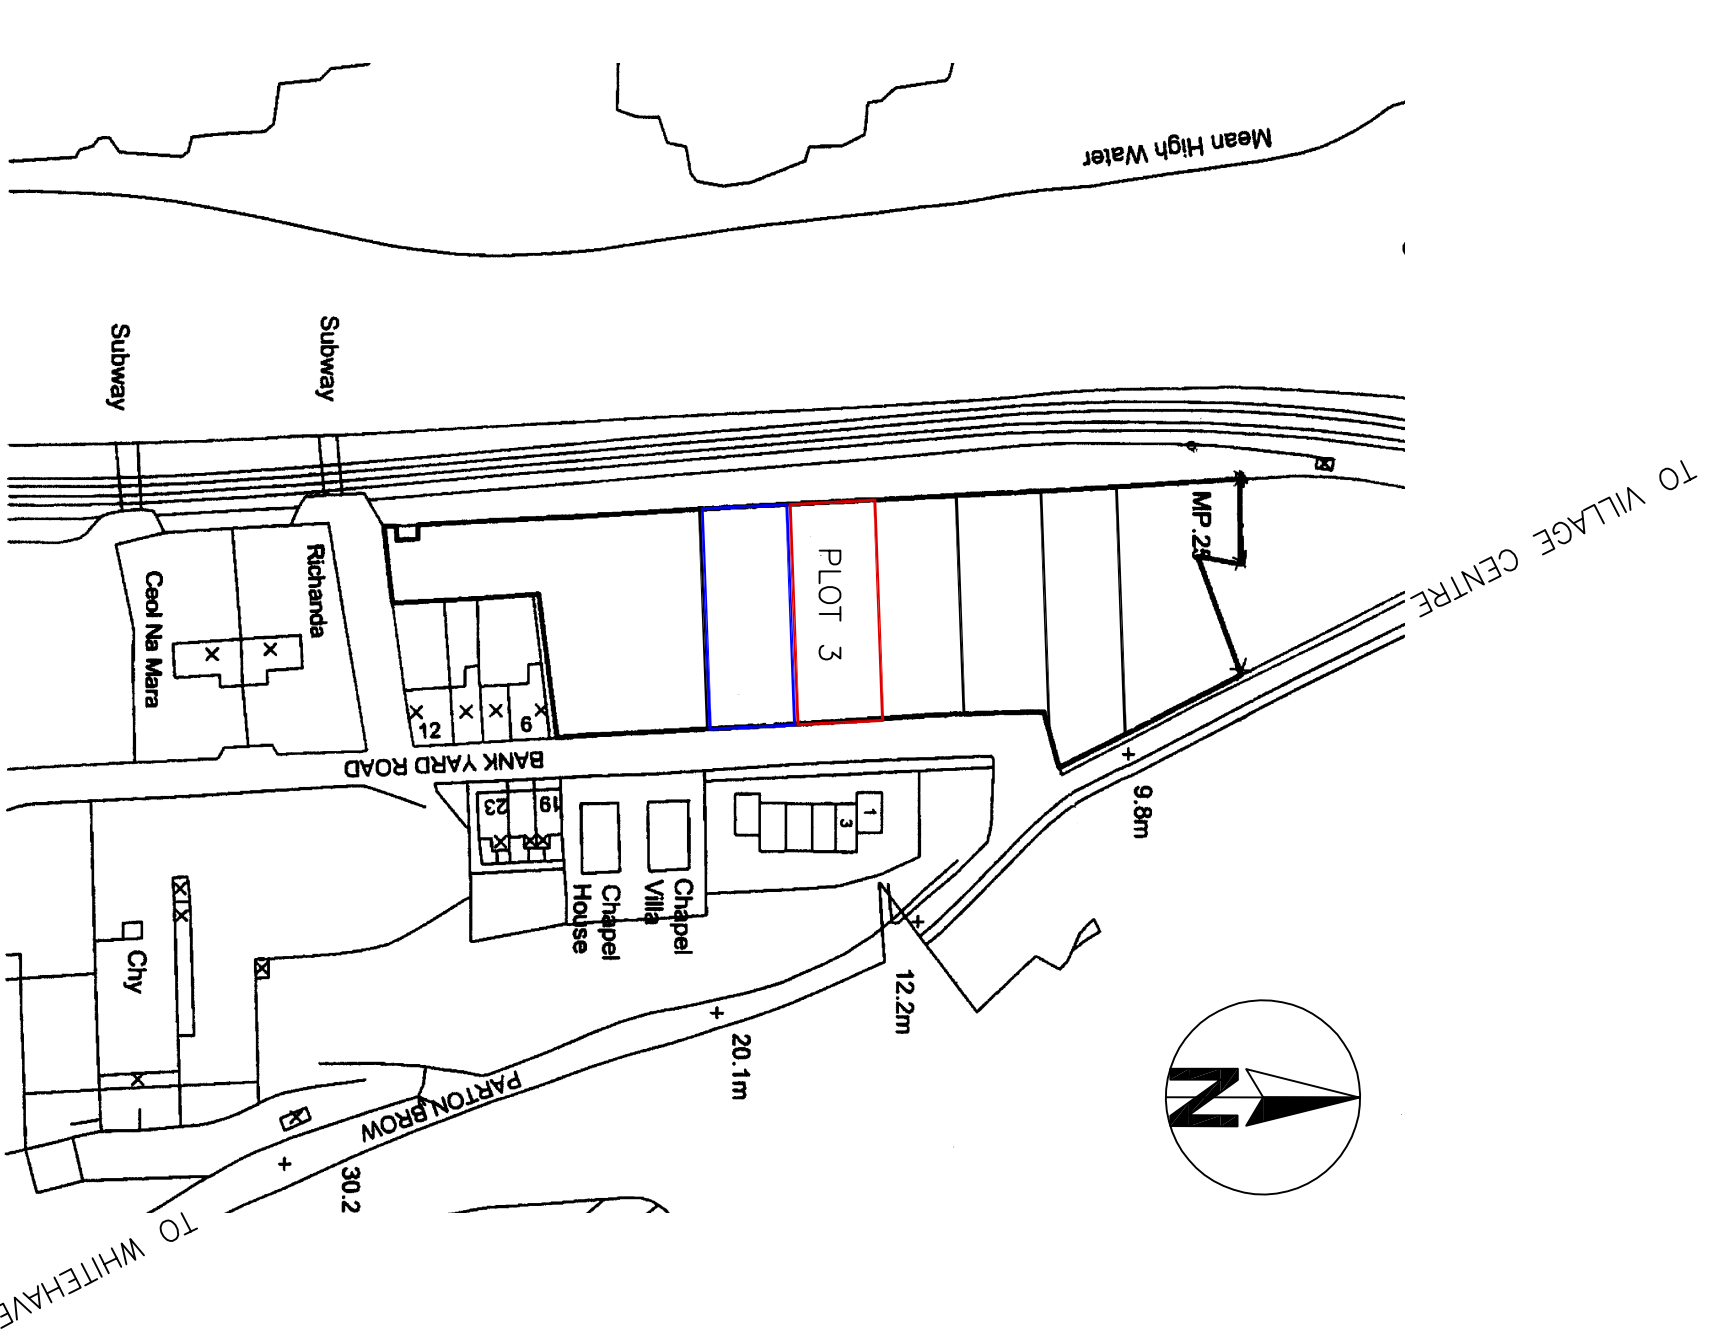 Mean High Water
Subway
Subway
TO VILLAGE CENTRE
MP.25
PLOT 3
Richanda
Ceol Na Mara
12
6
BANK YARD ROAD
23
19
3
1
9.8m
Chapel
Villa
Chapel
House
Chy
12.2m
20.1m
PARTON BROW
30.2
N
TO WHITEHAVE